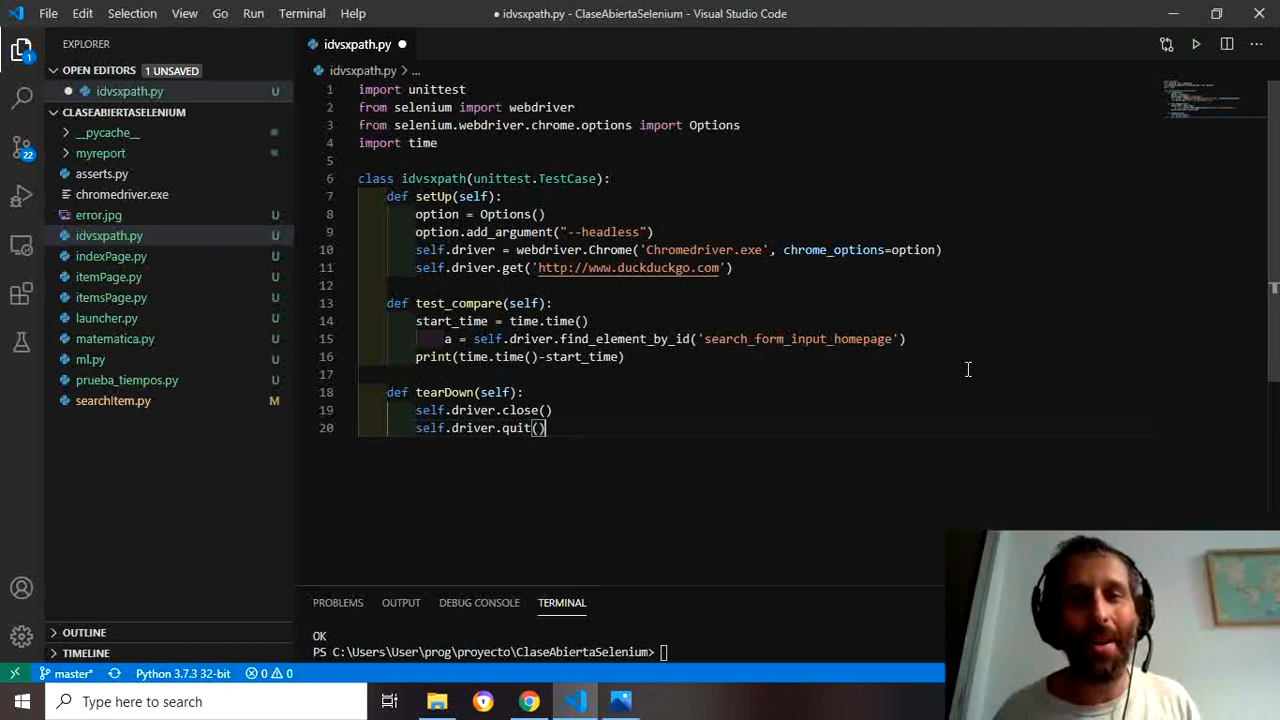 File Edit Selection View Go Run Terminal Help
● idvsxpath.py - ClaseAbiertaSelenium - Visual Studio Code
EXPLORER
OPEN EDITORS 1 UNSAVED
idvsxpath.py U
CLASEABIERTASELENIUM
__pycache__
myreport
asserts.py
chromedriver.exe
error.jpg U
idvsxpath.py U
indexPage.py U
itemPage.py U
itemsPage.py U
launcher.py U
matematica.py U
ml.py U
prueba_tiempos.py U
searchItem.py M
OUTLINE
TIMELINE
1
22
idvsxpath.py
idvsxpath.py > ...
1 import unittest
2 from selenium import webdriver
3 from selenium.webdriver.chrome.options import Options
4 import time
5
6 class idvsxpath(unittest.TestCase):
7 def setUp(self):
8 option = Options()
9 option.add_argument("--headless")
10 self.driver = webdriver.Chrome('Chromedriver.exe', chrome_options=option)
11 self.driver.get('http://www.duckduckgo.com')
12
13 def test_compare(self):
14 start_time = time.time()
15 a = self.driver.find_element_by_id('search_form_input_homepage')
16 print(time.time()-start_time)
17
18 def tearDown(self):
19 self.driver.close()
20 self.driver.quit()
PROBLEMS OUTPUT DEBUG CONSOLE TERMINAL
OK
PS C:\Users\User\prog\proyecto\ClaseAbiertaSelenium>
master* Python 3.7.3 32-bit 0 0
Type here to search